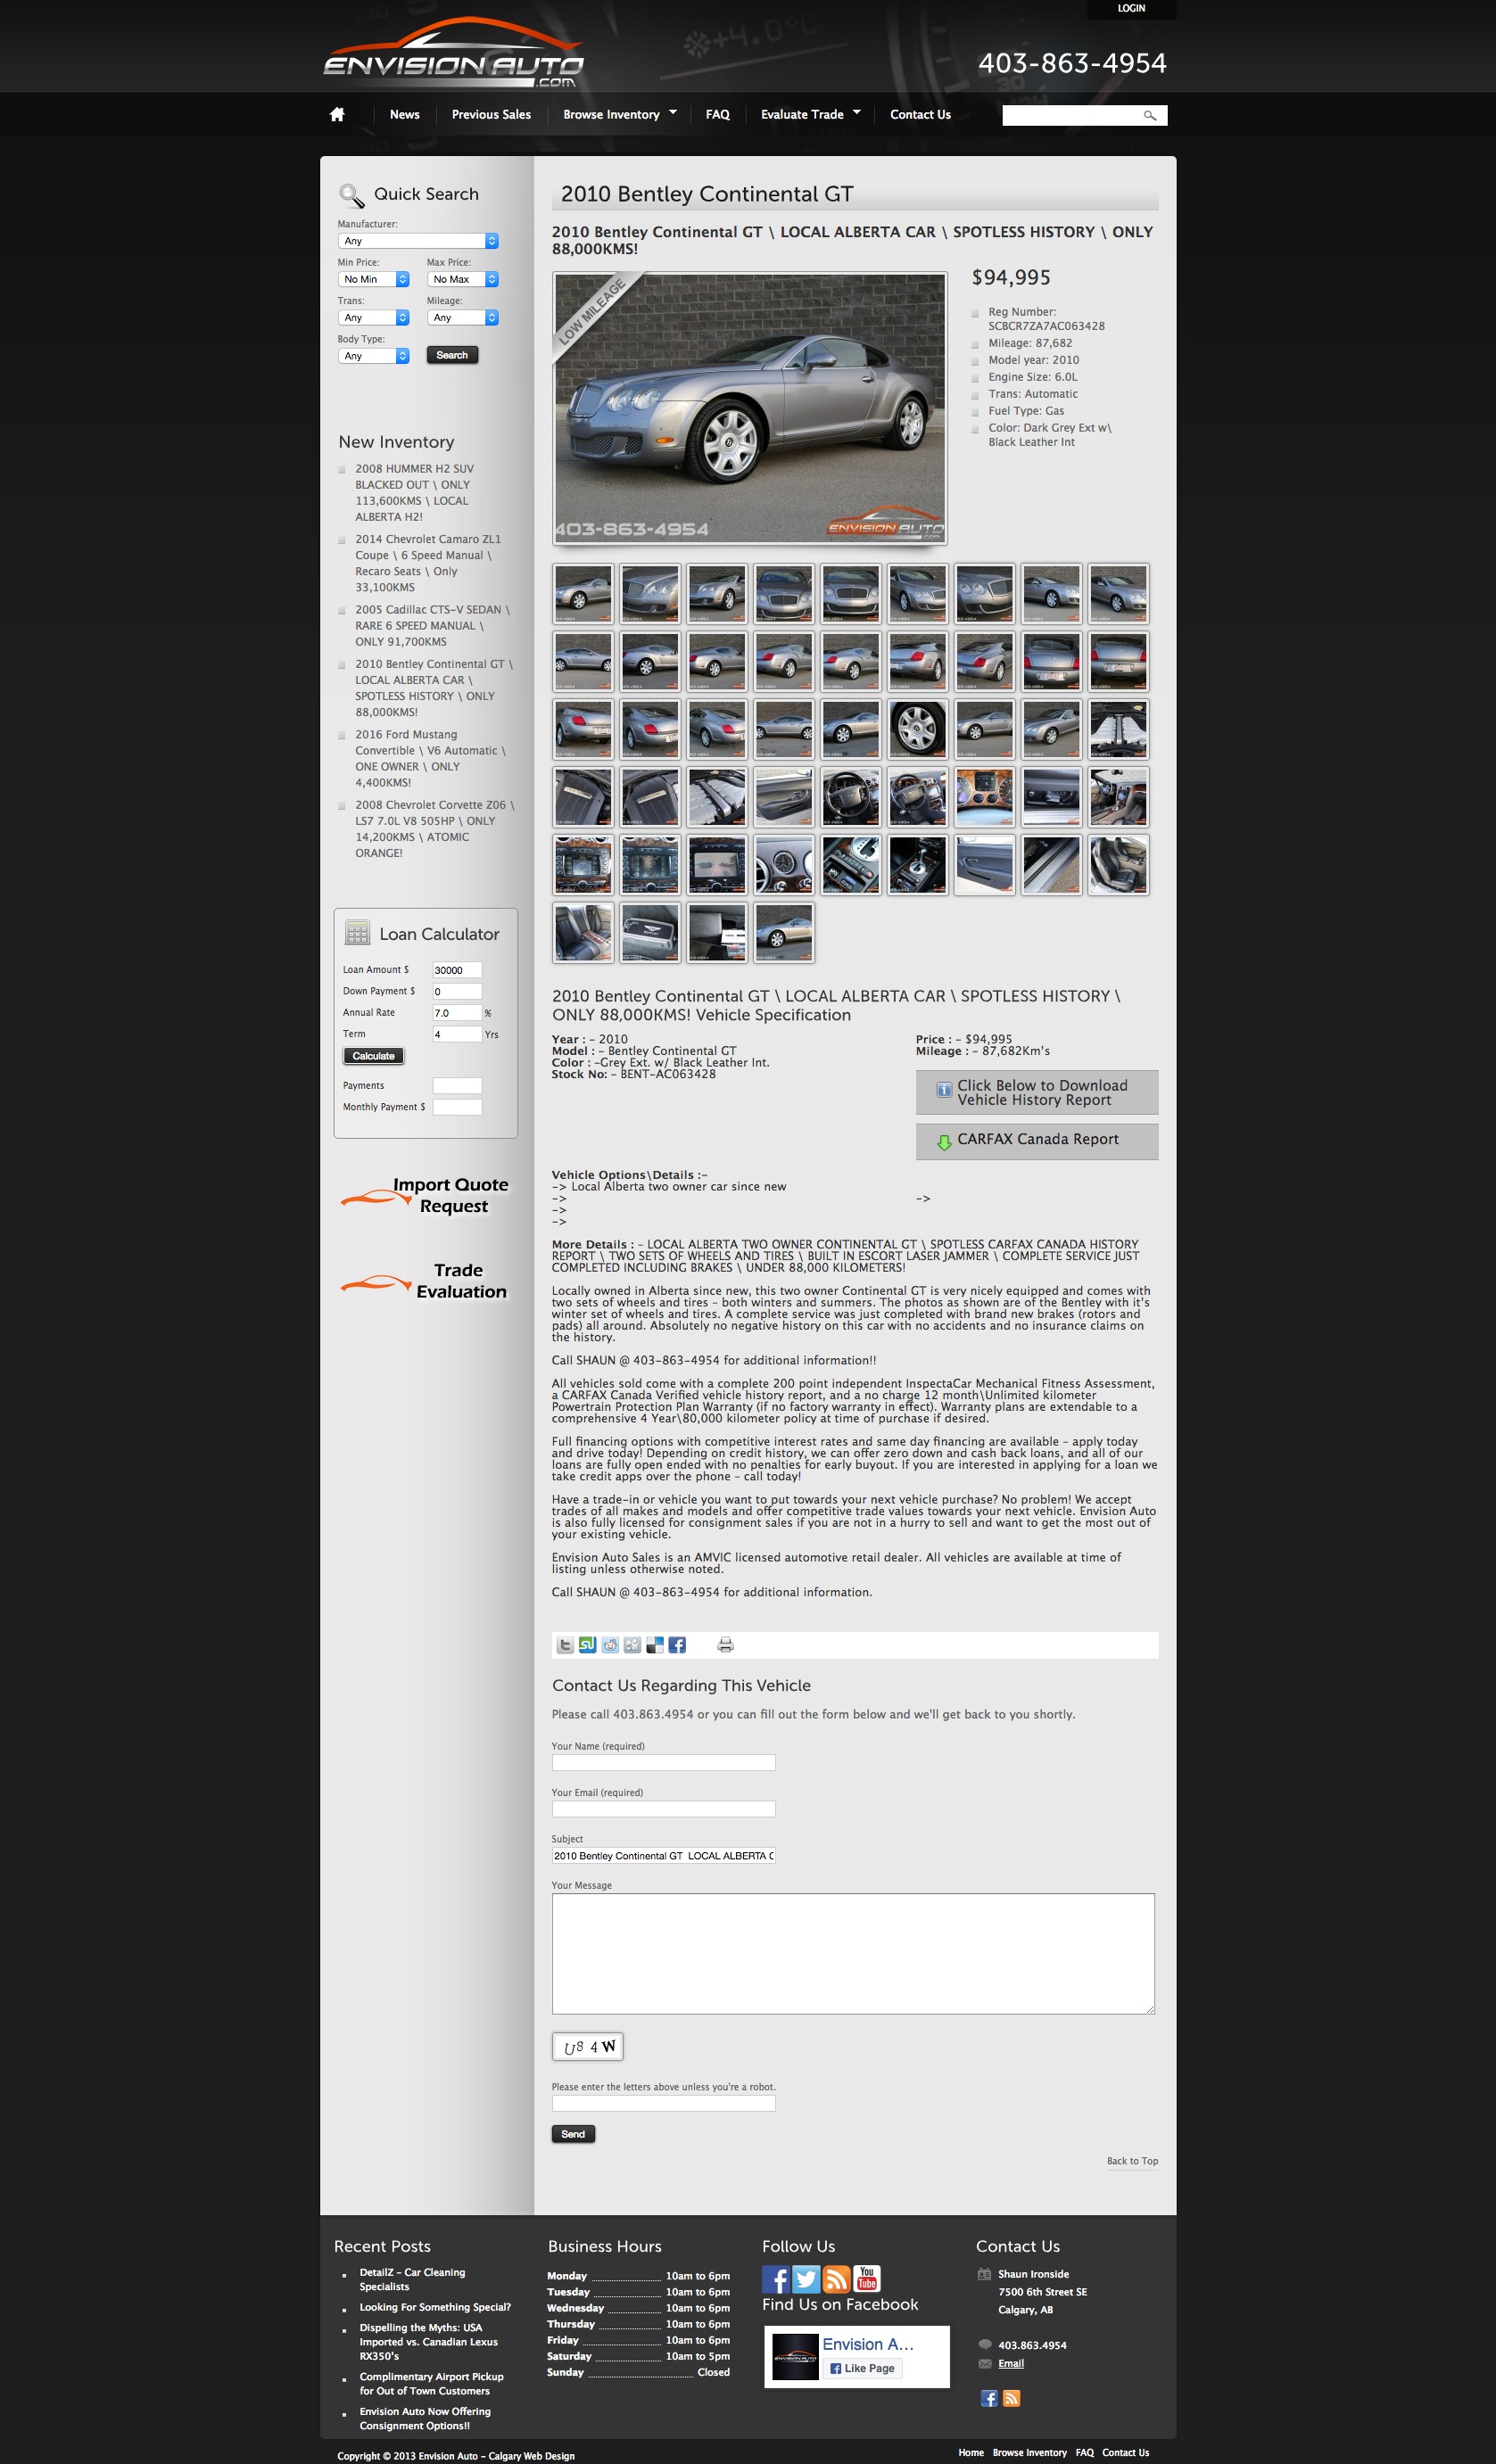 LOGIN
ENVISION AUTO
.COM
403-863-4954
News
Previous Sales
Browse Inventory
FAQ
Evaluate Trade
Contact Us
Quick Search
Manufacturer:
Any
Min Price:
Max Price:
No Min
No Max
Trans:
Mileage:
Any
Any
Body Type:
Any
Search
New Inventory
2008 HUMMER H2 SUV
BLACKED OUT \ ONLY
113,600KMS \ LOCAL
ALBERTA H2!
2014 Chevrolet Camaro ZL1
Coupe \ 6 Speed Manual \
Recaro Seats \ Only
33,100KMS
2005 Cadillac CTS-V SEDAN \
RARE 6 SPEED MANUAL \
ONLY 91,700KMS
2010 Bentley Continental GT \
LOCAL ALBERTA CAR \
SPOTLESS HISTORY \ ONLY
88,000KMS!
2016 Ford Mustang
Convertible \ V6 Automatic \
ONE OWNER \ ONLY
4,400KMS!
2008 Chevrolet Corvette Z06 \
LS7 7.0L V8 505HP \ ONLY
14,200KMS \ ATOMIC
ORANGE!
Loan Calculator
Loan Amount $ 30000
Down Payment $ 0
Annual Rate 7.0 %
Term 4 Yrs
Calculate
Payments
Monthly Payment $
Import Quote
Request
Trade
Evaluation
2010 Bentley Continental GT
2010 Bentley Continental GT \ LOCAL ALBERTA CAR \ SPOTLESS HISTORY \ ONLY
88,000KMS!
LOW MILEAGE
403-863-4954
ENVISION AUTO
.COM
$94,995
Reg Number:
SCBCR7ZA7AC063428
Mileage: 87,682
Model year: 2010
Engine Size: 6.0L
Trans: Automatic
Fuel Type: Gas
Color: Dark Grey Ext w\
Black Leather Int
2010 Bentley Continental GT \ LOCAL ALBERTA CAR \ SPOTLESS HISTORY \
ONLY 88,000KMS! Vehicle Specification
Year : - 2010
Model : - Bentley Continental GT
Color : -Grey Ext. w/ Black Leather Int.
Stock No: - BENT-AC063428
Price : - $94,995
Mileage : - 87,682Km's
Click Below to Download
Vehicle History Report
CARFAX Canada Report
Vehicle Options\Details :-
-> Local Alberta two owner car since new
-> ->
->
->
More Details : - LOCAL ALBERTA TWO OWNER CONTINENTAL GT \ SPOTLESS CARFAX CANADA HISTORY
REPORT \ TWO SETS OF WHEELS AND TIRES \ BUILT IN ESCORT LASER JAMMER \ COMPLETE SERVICE JUST
COMPLETED INCLUDING BRAKES \ UNDER 88,000 KILOMETERS!
Locally owned in Alberta since new, this two owner Continental GT is very nicely equipped and comes with
two sets of wheels and tires - both winters and summers. The photos as shown are of the Bentley with it's
winter set of wheels and tires. A complete service was just completed with brand new brakes (rotors and
pads) all around. Absolutely no negative history on this car with no accidents and no insurance claims on
the history.
Call SHAUN @ 403-863-4954 for additional information!!
All vehicles sold come with a complete 200 point independent InspectaCar Mechanical Fitness Assessment,
a CARFAX Canada Verified vehicle history report, and a no charge 12 month\Unlimited kilometer
Powertrain Protection Plan Warranty (if no factory warranty in effect). Warranty plans are extendable to a
comprehensive 4 Year\80,000 kilometer policy at time of purchase if desired.
Full financing options with competitive interest rates and same day financing are available - apply today
and drive today! Depending on credit history, we can offer zero down and cash back loans, and all of our
loans are fully open ended with no penalties for early buyout. If you are interested in applying for a loan we
take credit apps over the phone - call today!
Have a trade-in or vehicle you want to put towards your next vehicle purchase? No problem! We accept
trades of all makes and models and offer competitive trade values towards your next vehicle. Envision Auto
is also fully licensed for consignment sales if you are not in a hurry to sell and want to get the most out of
your existing vehicle.
Envision Auto Sales is an AMVIC licensed automotive retail dealer. All vehicles are available at time of
listing unless otherwise noted.
Call SHAUN @ 403-863-4954 for additional information.
Contact Us Regarding This Vehicle
Please call 403.863.4954 or you can fill out the form below and we'll get back to you shortly.
Your Name (required)
Your Email (required)
Subject
2010 Bentley Continental GT LOCAL ALBERTA C
Your Message
U84W
Please enter the letters above unless you're a robot.
Send
Back to Top
Recent Posts
DetailZ - Car Cleaning
Specialists
Looking For Something Special?
Dispelling the Myths: USA
Imported vs. Canadian Lexus
RX350's
Complimentary Airport Pickup
for Out of Town Customers
Envision Auto Now Offering
Consignment Options!!
Business Hours
Monday 10am to 6pm
Tuesday 10am to 6pm
Wednesday 10am to 6pm
Thursday 10am to 6pm
Friday 10am to 6pm
Saturday 10am to 5pm
Sunday Closed
Follow Us
You
Tube
Find Us on Facebook
Envision A...
Like Page
Contact Us
Shaun Ironside
7500 6th Street SE
Calgary, AB
403.863.4954
Email
Copyright © 2013 Envision Auto - Calgary Web Design
Home Browse Inventory FAQ Contact Us